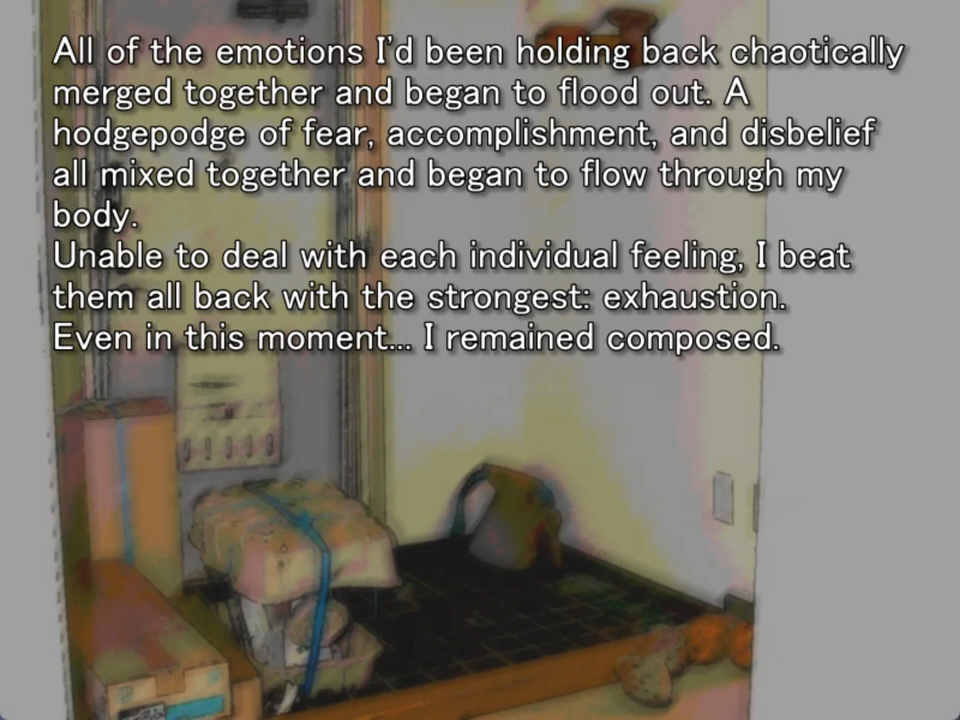 All of the emotions I'd been holding back chaotically
merged together and began to flood out. A
hodgepodge of fear, accomplishment, and disbelief
all mixed together and began to flow through my
body.
Unable to deal with each individual feeling, I beat
them all back with the strongest: exhaustion.
Even in this moment... I remained composed.